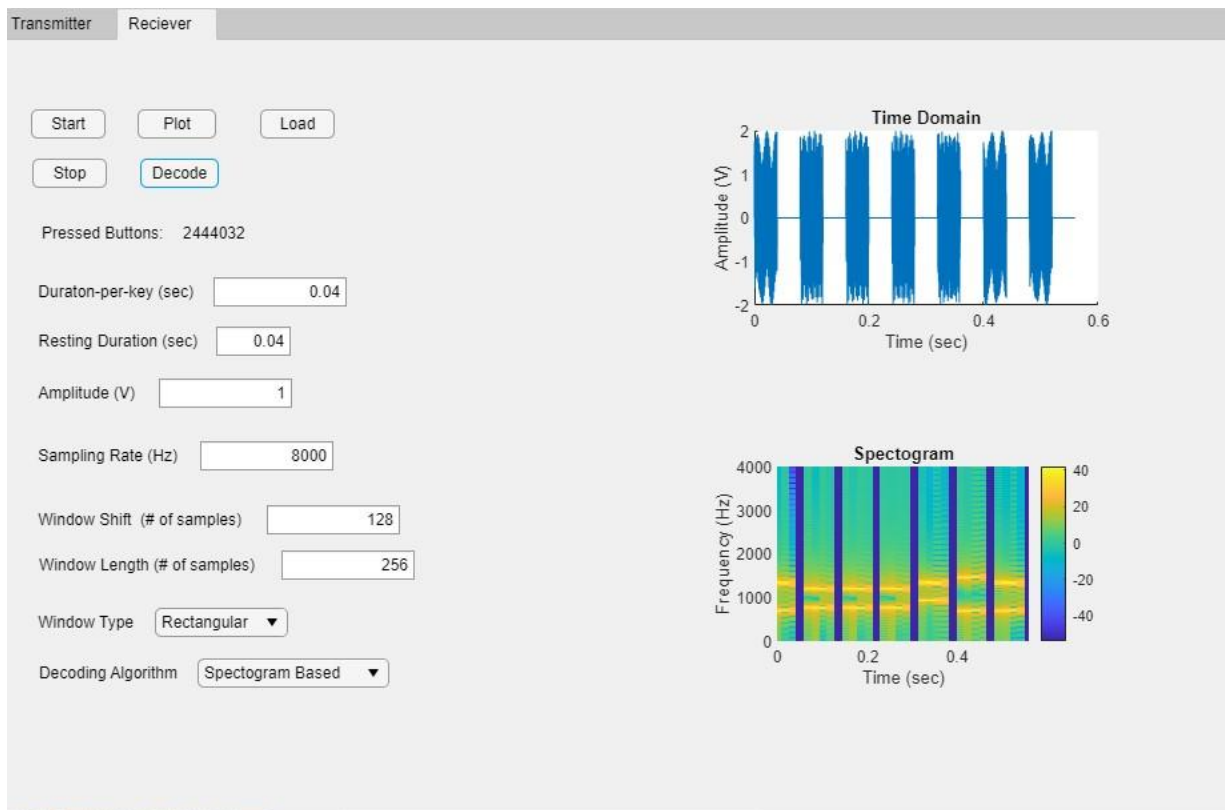 Transmitter Reciever
Start Plot Load
Stop Decode
Pressed Buttons: 2444032
Duraton-per-key (sec) 0.04
Resting Duration (sec) 0.04
Amplitude (V) 1
Sampling Rate (Hz) 8000
Window Shift (# of samples) 128
Window Length (# of samples) 256
Window Type Rectangular
Decoding Algorithm Spectogram Based
Time Domain
2
1
0
-1
-2
Amplitude (V)
0 0.2 0.4 0.6
Time (sec)
Spectogram
4000
3000
2000
1000
0
Frequency (Hz)
0 0.2 0.4
Time (sec)
40
20
0
-20
-40